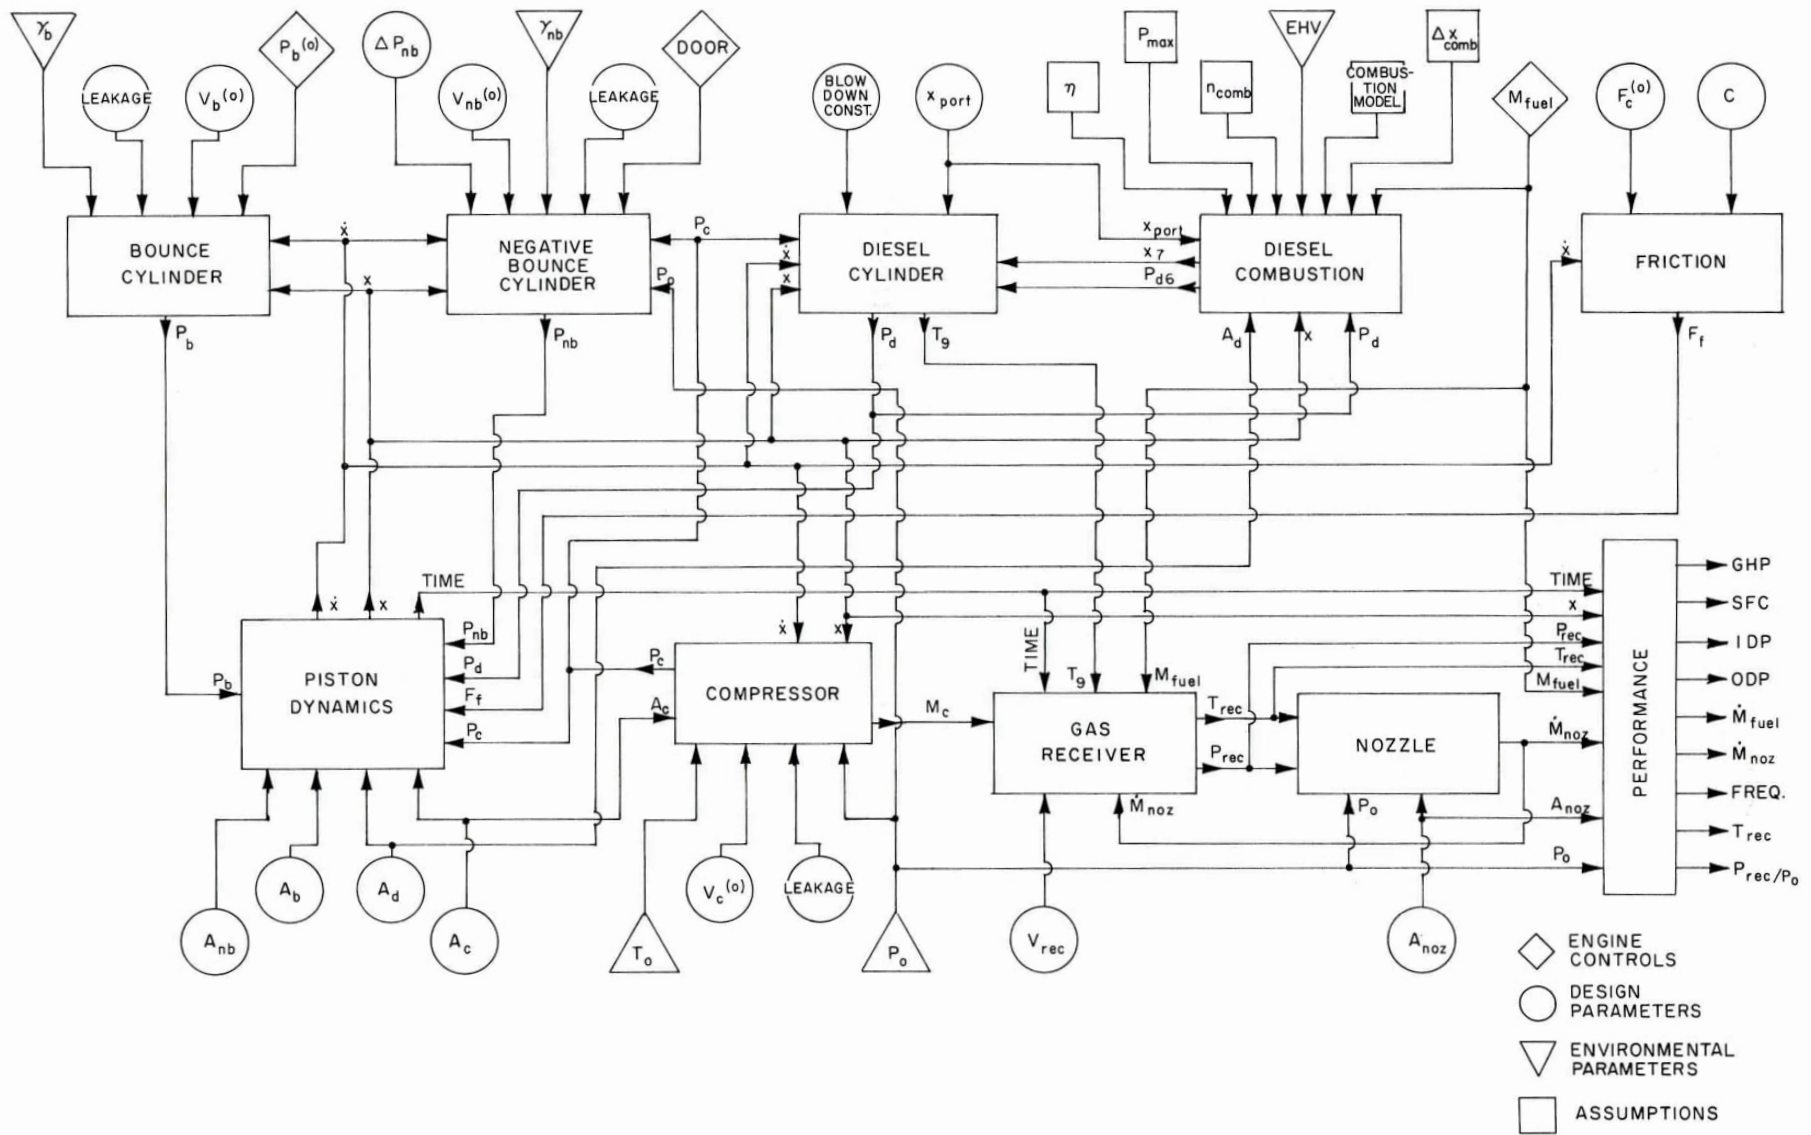 γb
LEAKAGE
Vb(o)
Pb(o)
ΔPnb
Vnb(o)
γnb
LEAKAGE
DOOR
BLOW
DOWN
CONST.
xport
η
Pmax
ncomb
EHV
COMBUS-
TION
MODEL
Δxcomb
Mfuel
Fc(o)
C
BOUNCE
CYLINDER
ẋ
x
NEGATIVE
BOUNCE
CYLINDER
Pc
Po
ẋ
x
DIESEL
CYLINDER
xport
x7
Pd6
DIESEL
COMBUSTION
ẋ
FRICTION
Pb
Pnb
Pd
T9
Ad
x
Pd
Ff
ẋ
x
TIME
Pb
PISTON
DYNAMICS
Pnb
Pd
Ff
Pc
ẋ
x
Pc
Ac
COMPRESSOR
Mc
TIME
T9
Mfuel
GAS
RECEIVER
Trec
Prec
Ṁnoz
NOZZLE
Po
TIME
x
Prec
Trec
Mfuel
Ṁnoz
Anoz
Po
PERFORMANCE
GHP
SFC
IDP
ODP
Ṁfuel
Ṁnoz
FREQ.
Trec
Prec/Po
Anb
Ab
Ad
Ac
To
Vc(o)
LEAKAGE
Po
Vrec
Anoz
ENGINE
CONTROLS
DESIGN
PARAMETERS
ENVIRONMENTAL
PARAMETERS
ASSUMPTIONS